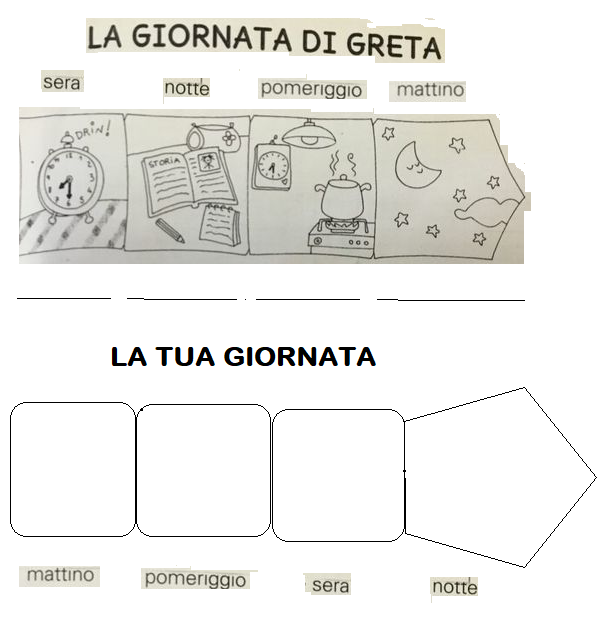 LA GIORNATA DI GRETA
sera notte pomeriggio mattino
DRIN!
STORIA
LA TUA GIORNATA
mattino pomeriggio sera notte